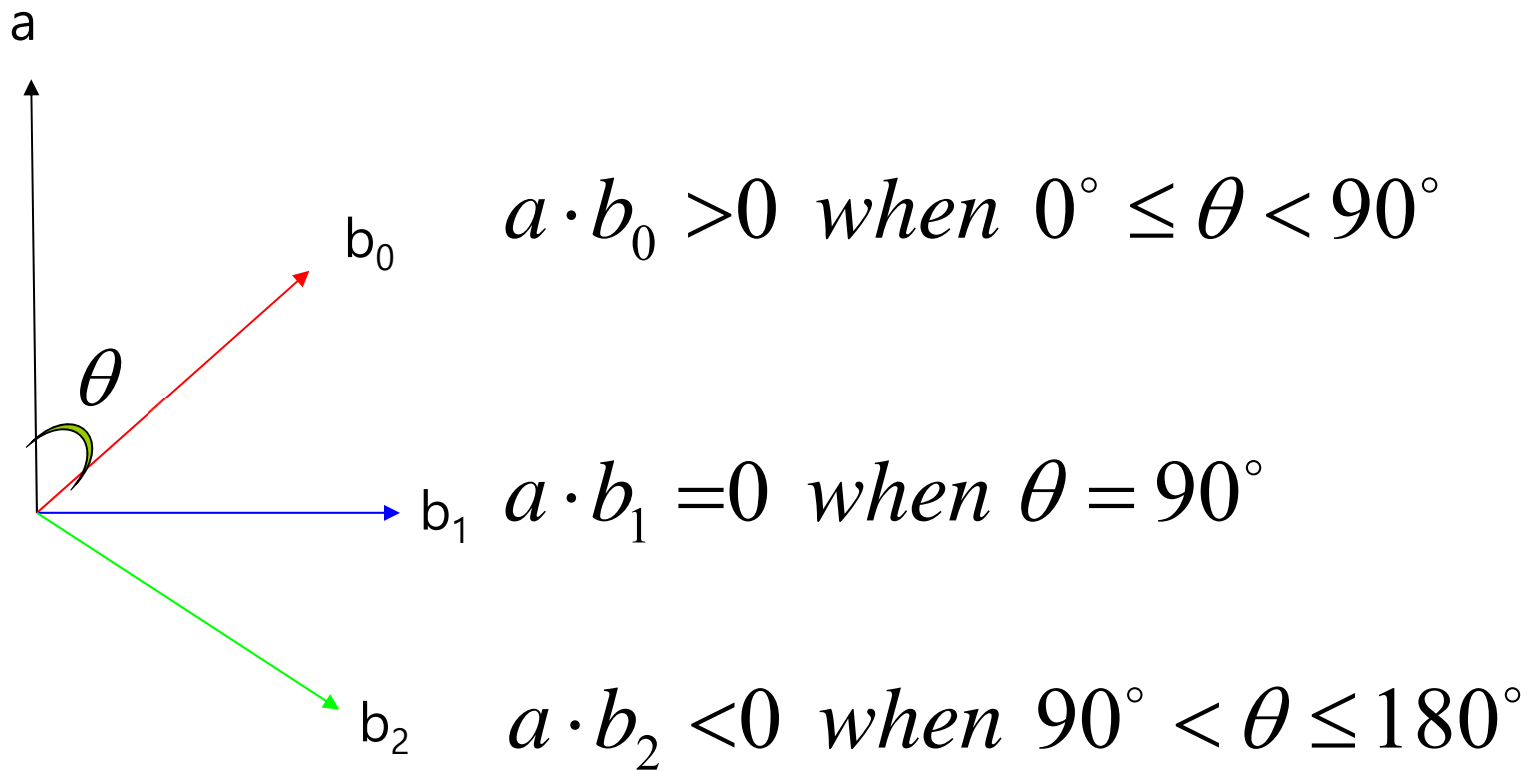 a
b₀
a · b₀ >0 when 0° ≤ θ < 90°
θ
b₁
a · b₁ =0 when θ = 90°
b₂
a · b₂ <0 when 90° < θ ≤ 180°